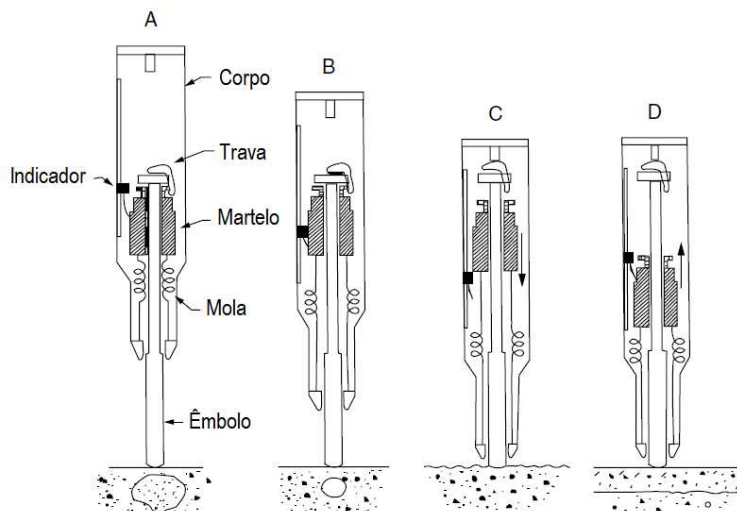 A
B
C
D
Corpo
Trava
Indicador
Martelo
Mola
Êmbolo